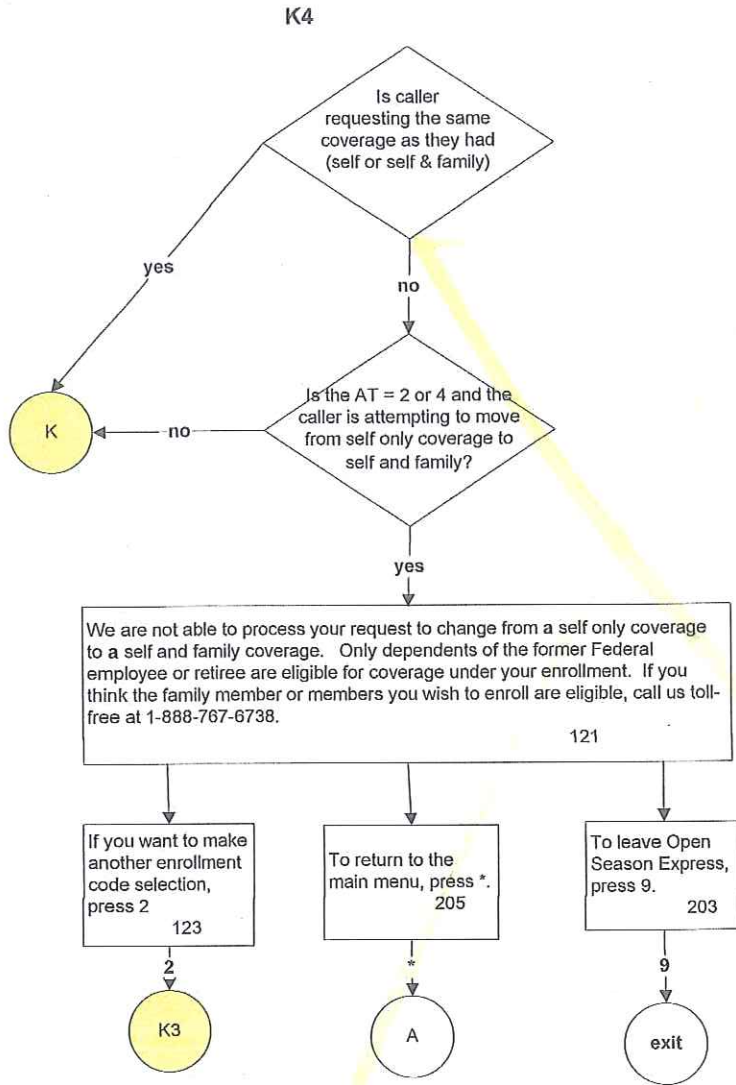 K4
Is caller
requesting the same
coverage as they had
(self or self & family)
yes
no
Is the AT = 2 or 4 and the
caller is attempting to move
from self only coverage to
self and family?
K
no
yes
We are not able to process your request to change from a self only coverage
to a self and family coverage. Only dependents of the former Federal
employee or retiree are eligible for coverage under your enrollment. If you
think the family member or members you wish to enroll are eligible, call us toll-
free at 1-888-767-6738.
121
If you want to make
another enrollment
code selection,
press 2
123
To return to the
main menu, press *.
205
To leave Open
Season Express,
press 9.
203
2
*
9
K3
A
exit